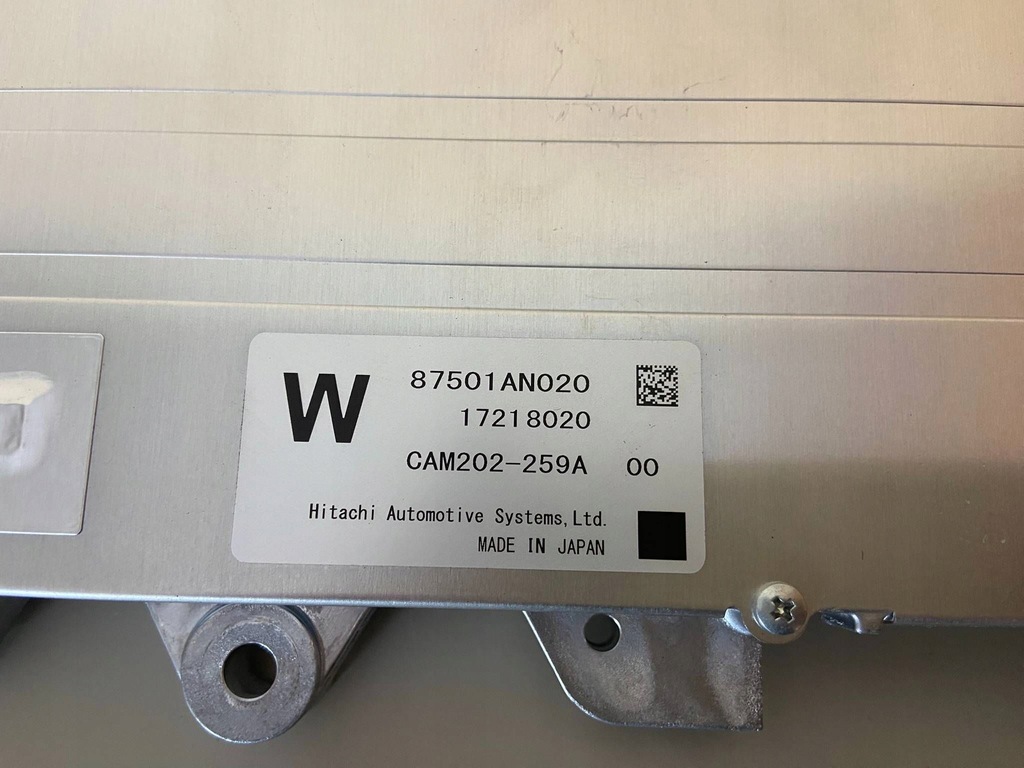 W
87501AN020
17218020
CAM202-259A 00
Hitachi Automotive Systems,Ltd.
MADE IN JAPAN